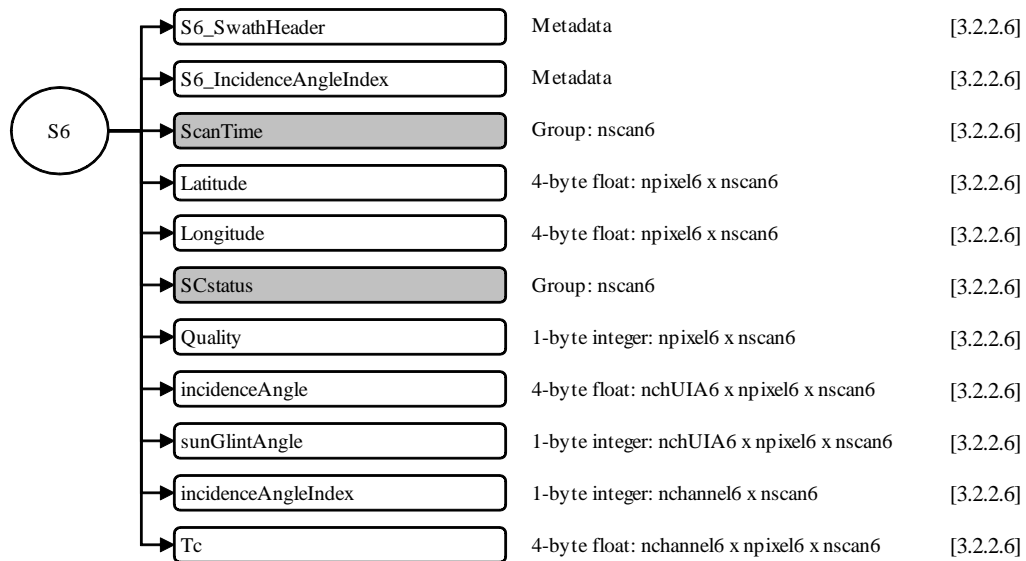 S6_SwathHeader Metadata [3.2.2.6]
S6_IncidenceAngleIndex Metadata [3.2.2.6]
S6 ScanTime Group: nscan6 [3.2.2.6]
Latitude 4-byte float: npixel6 x nscan6 [3.2.2.6]
Longitude 4-byte float: npixel6 x nscan6 [3.2.2.6]
SCstatus Group: nscan6 [3.2.2.6]
Quality 1-byte integer: npixel6 x nscan6 [3.2.2.6]
incidenceAngle 4-byte float: nchUIA6 x npixel6 x nscan6 [3.2.2.6]
sunGlintAngle 1-byte integer: nchUIA6 x npixel6 x nscan6 [3.2.2.6]
incidenceAngleIndex 1-byte integer: nchannel6 x nscan6 [3.2.2.6]
Tc 4-byte float: nchannel6 x npixel6 x nscan6 [3.2.2.6]